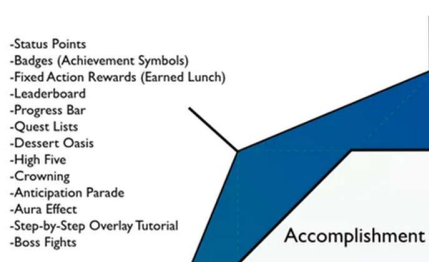 -Status Points
-Badges (Achievement Symbols)
-Fixed Action Rewards (Earned Lunch)
-Leaderboard
-Progress Bar
-Quest Lists
-Dessert Oasis
-High Five
-Crowning
-Anticipation Parade
-Aura Effect
-Step-by-Step Overlay Tutorial
-Boss Fights
Accomplishment